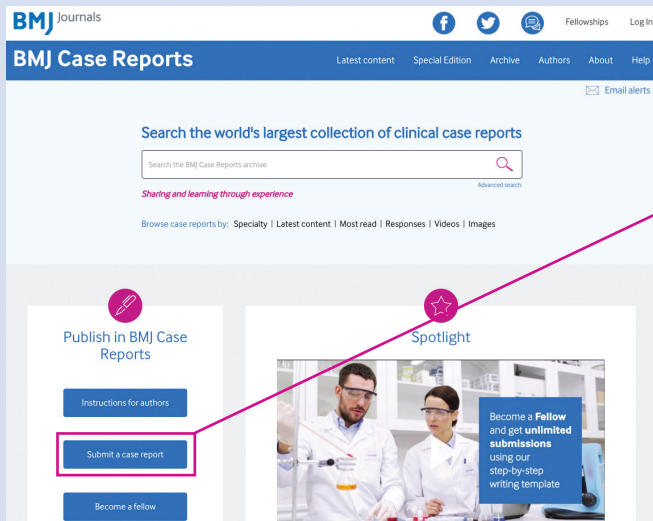 BMJ Journals
Fellowships Log In
BMJ Case Reports
Latest content Special Edition Archive Authors About Help
Email alerts
Search the world's largest collection of clinical case reports
Search the BMJ Case Reports archive
Advanced search
Sharing and learning through experience
Browse case reports by: Specialty | Latest content | Most read | Responses | Videos | Images
Publish in BMJ Case
Reports
Instructions for authors
Submit a case report
Become a fellow
Spotlight
Become a Fellow
and get unlimited
submissions
using our
step-by-step
writing template